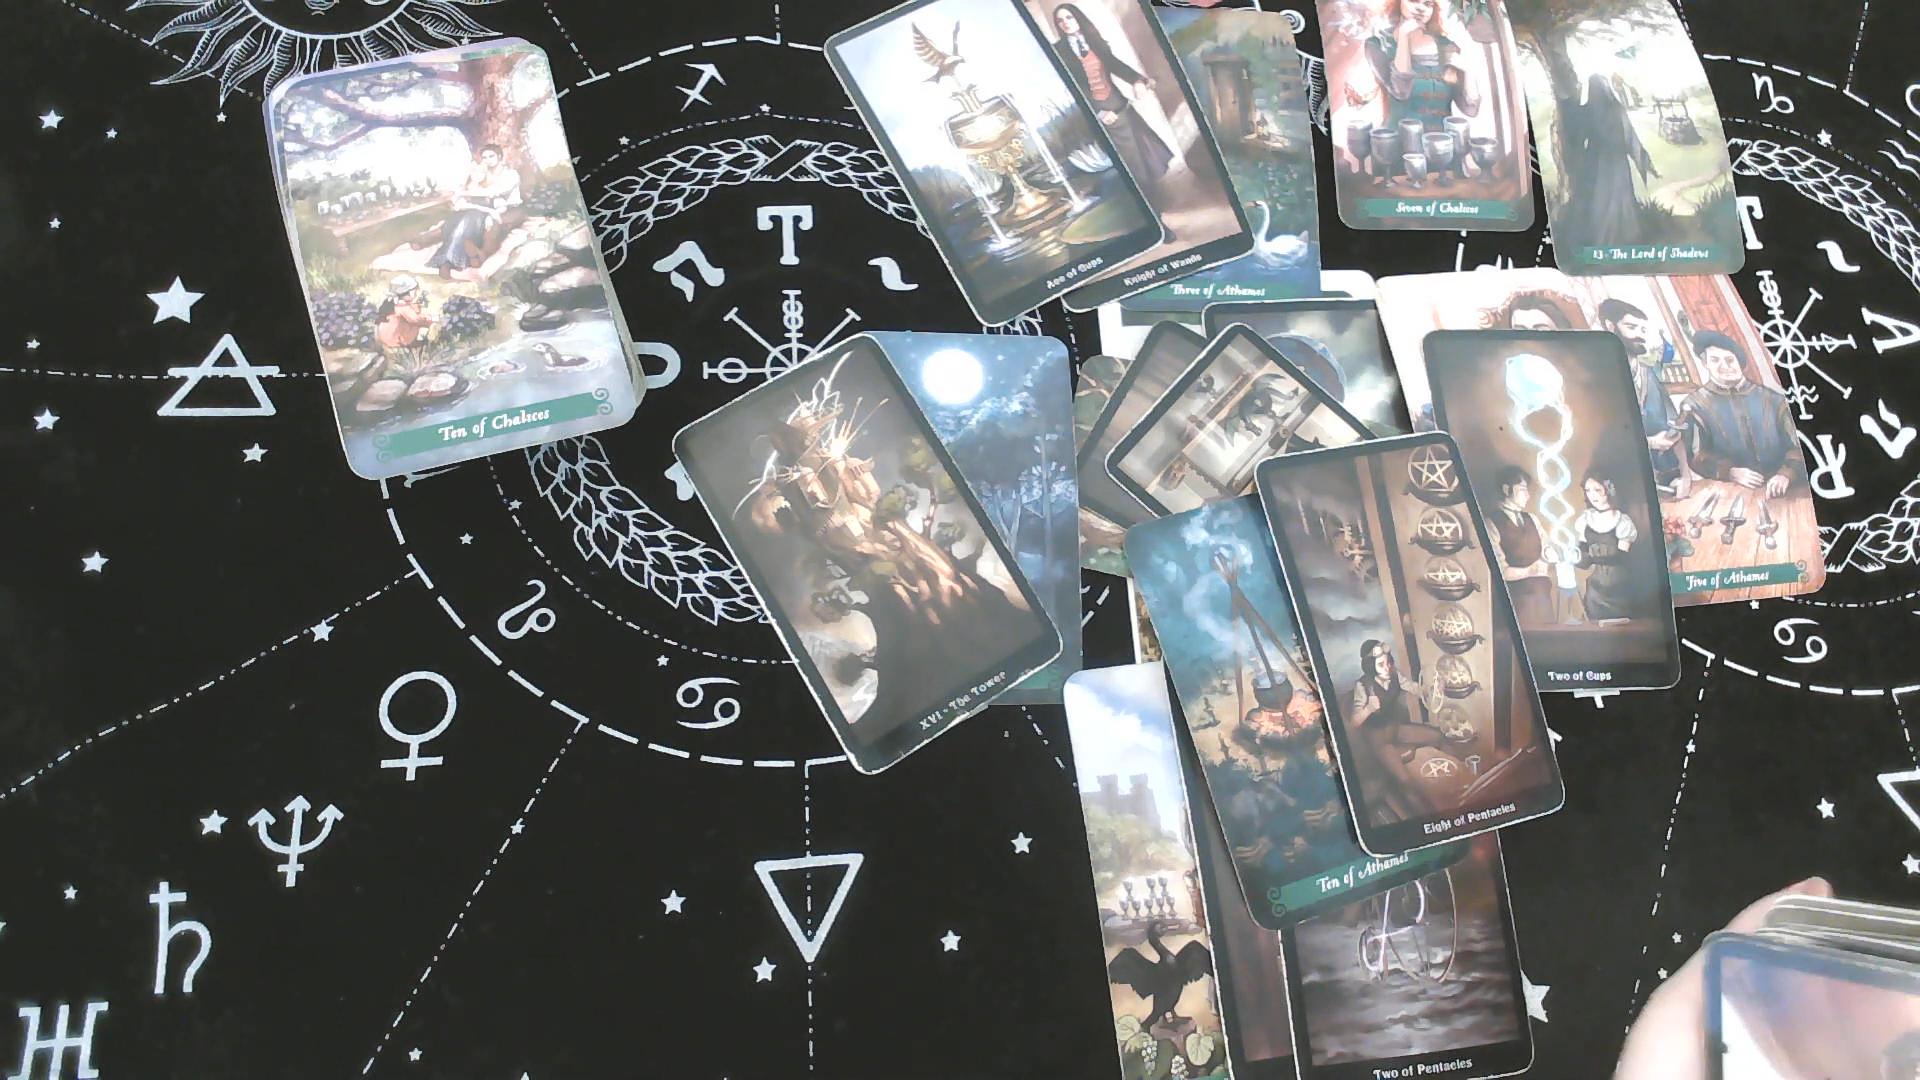 Ace of Cups
Knight of Wands
Three of Athames
Seven of Chalices
13 · The Lord of Shadows
Ten of Chalices
XVI - The Tower
Five of Athames
Two of Cups
Eight of Pentacles
Ten of Athames
Two of Pentacles